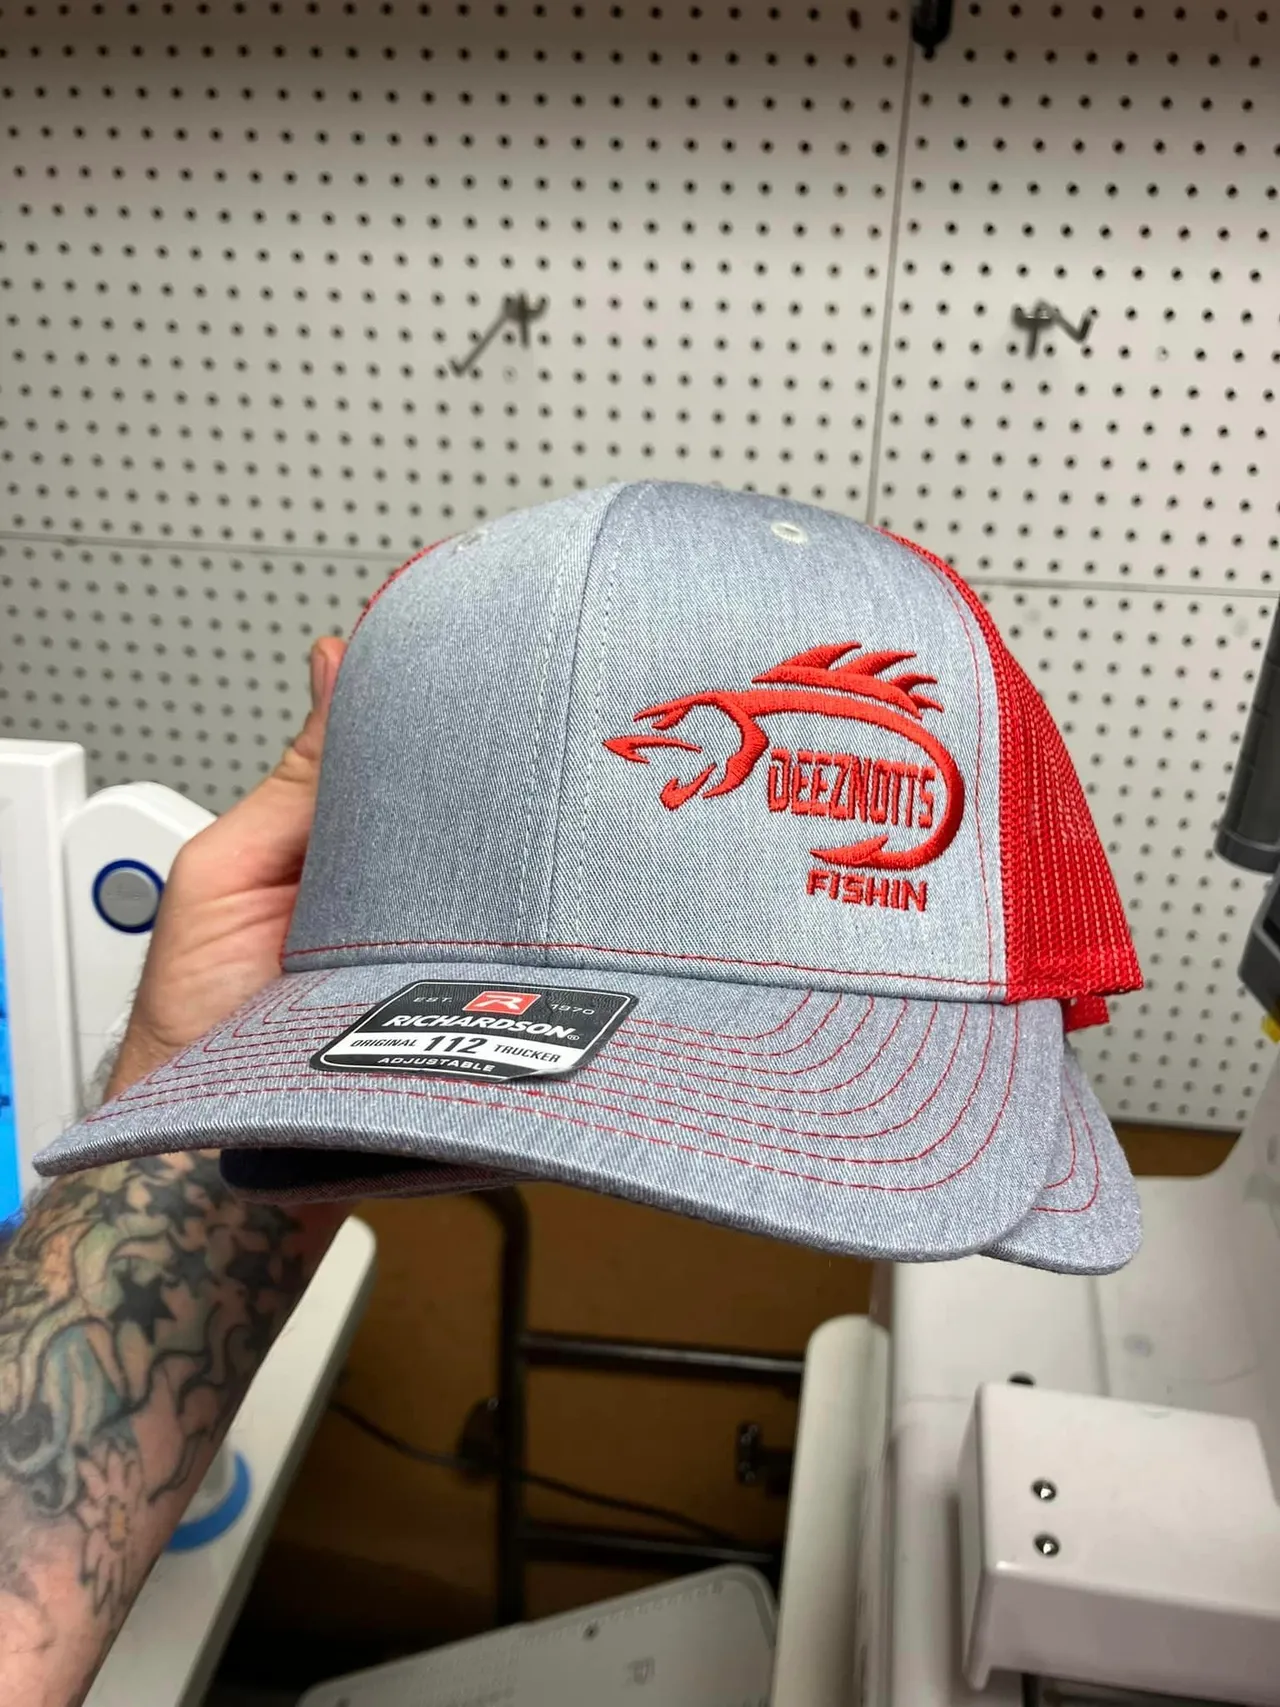 DEEZNOTTS
FISHIN
EST. R 1970
RICHARDSON®
ORIGINAL 112 TRUCKER
ADJUSTABLE